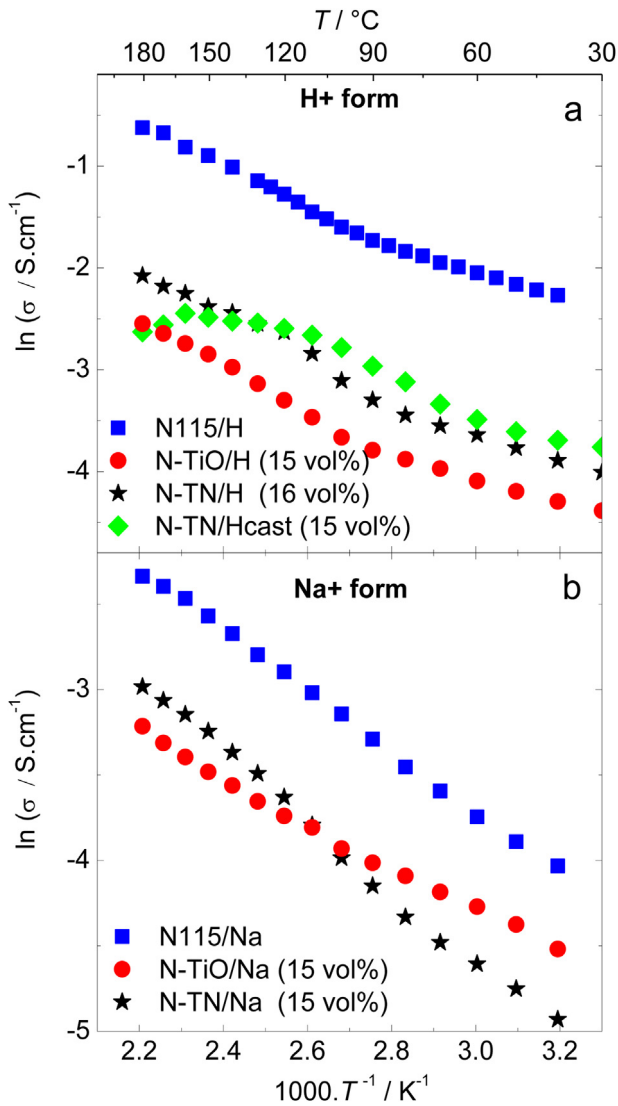 T / °C
180 150 120 90 60 30
H+ form
a
-1
-2
-3
-4
ln (σ / S.cm⁻¹)
N115/H
N-TiO/H (15 vol%)
N-TN/H (16 vol%)
N-TN/Hcast (15 vol%)
Na+ form
b
-3
-4
-5
ln (σ / S.cm⁻¹)
N115/Na
N-TiO/Na (15 vol%)
N-TN/Na (15 vol%)
2.2 2.4 2.6 2.8 3.0 3.2
1000.T⁻¹ / K⁻¹